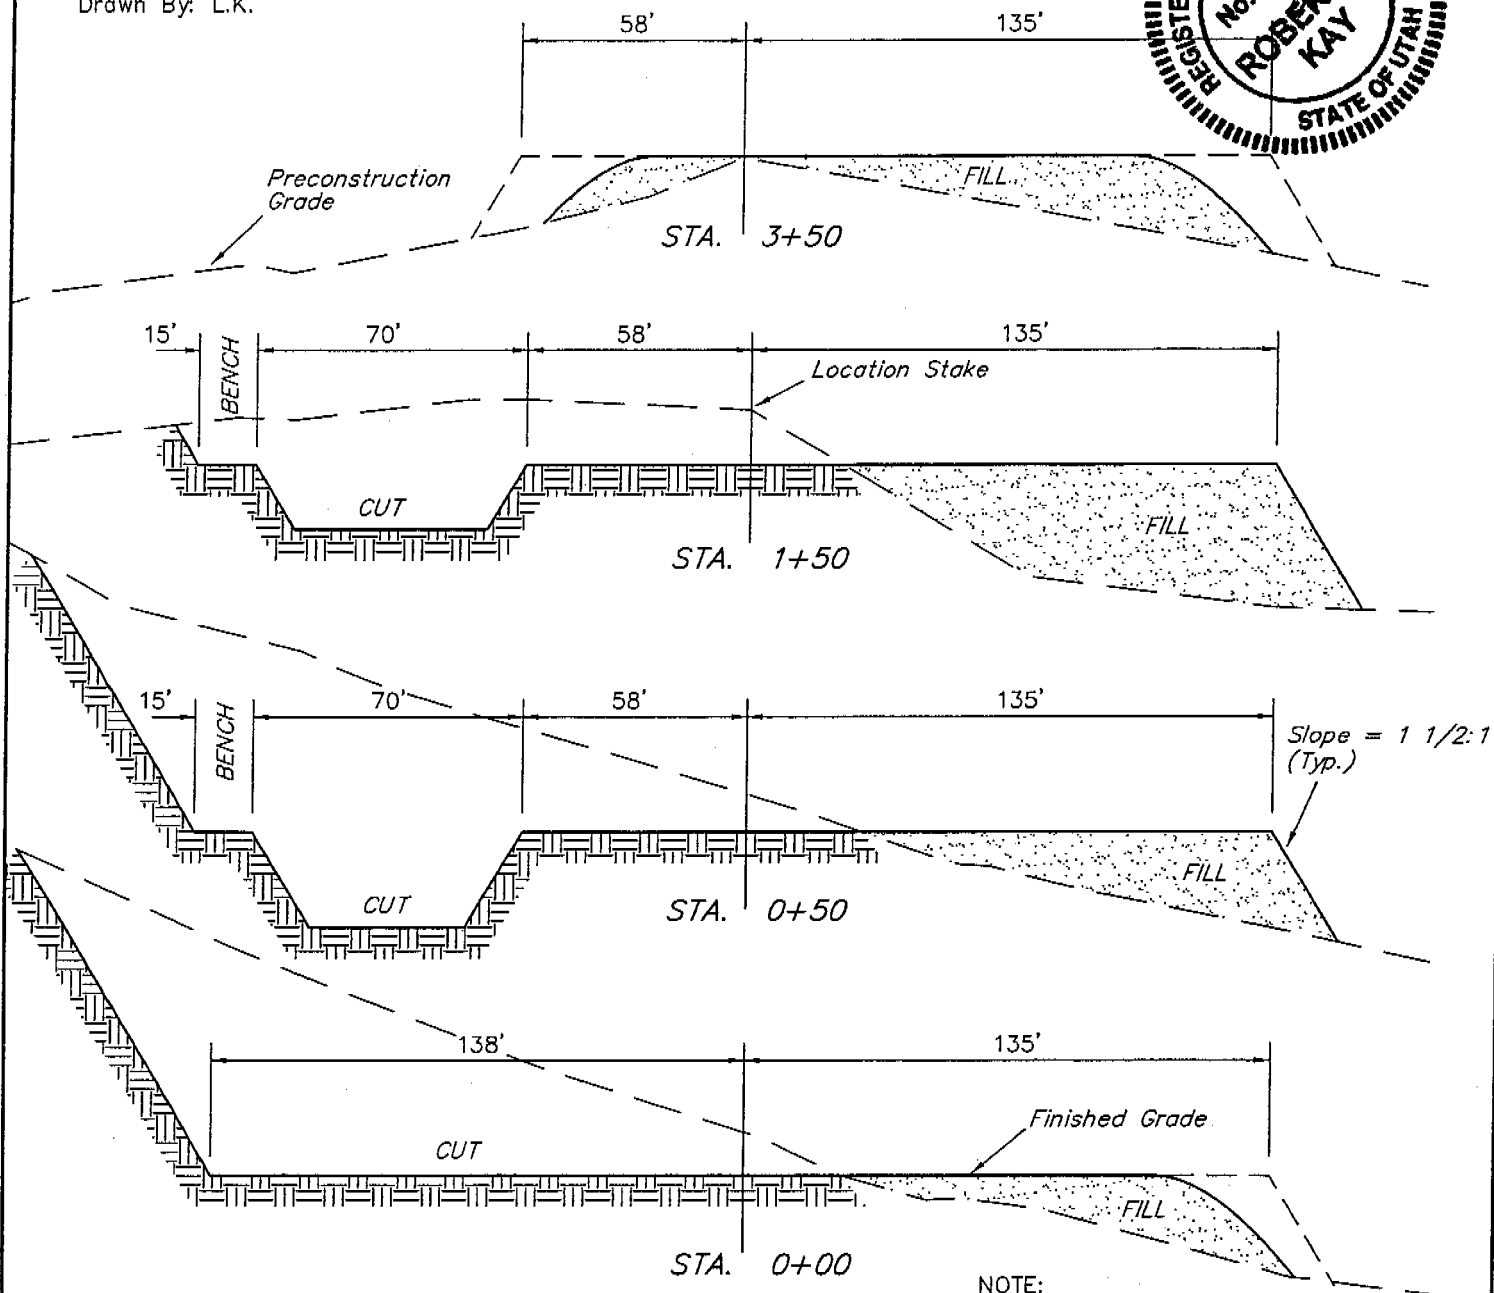 Drawn By: L.K.
58'
135'
REGISTE
No.
KAY
STATE OF UTAH
Preconstruction
Grade
FILL
STA. 3+50
15'
BENCH
70'
58'
135'
Location Stake
CUT
FILL
STA. 1+50
15'
BENCH
70'
58'
135'
Slope = 1 1/2:1
(Typ.)
CUT
FILL
STA. 0+50
138'
135'
Finished Grade
CUT
FILL
STA. 0+00
NOTE: